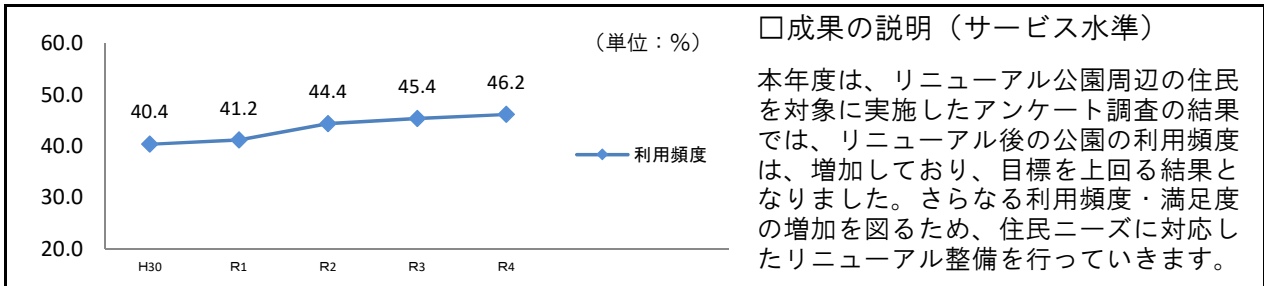 60.0
50.0
40.0
30.0
20.0
(単位：%)
40.4
41.2
44.4
45.4
46.2
利用頻度
H30
R1
R2
R3
R4
□成果の説明（サービス水準）
本年度は、リニューアル公園周辺の住民
を対象に実施したアンケート調査の結果
では、リニューアル後の公園の利用頻度
は、増加しており、目標を上回る結果と
なりました。さらなる利用頻度・満足度
の増加を図るため、住民ニーズに対応し
たリニューアル整備を行っていきます。